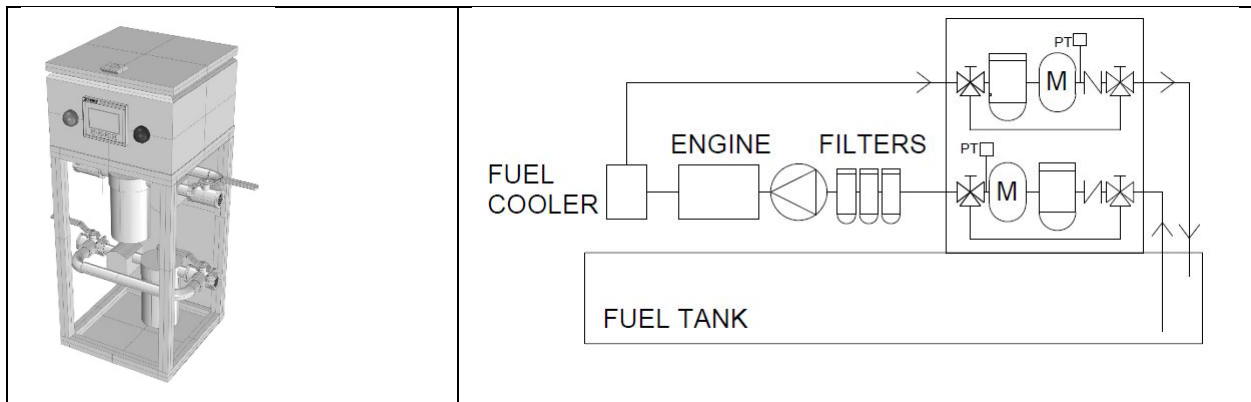 PT
M
ENGINE
FILTERS
PT
FUEL
COOLER
M
FUEL TANK